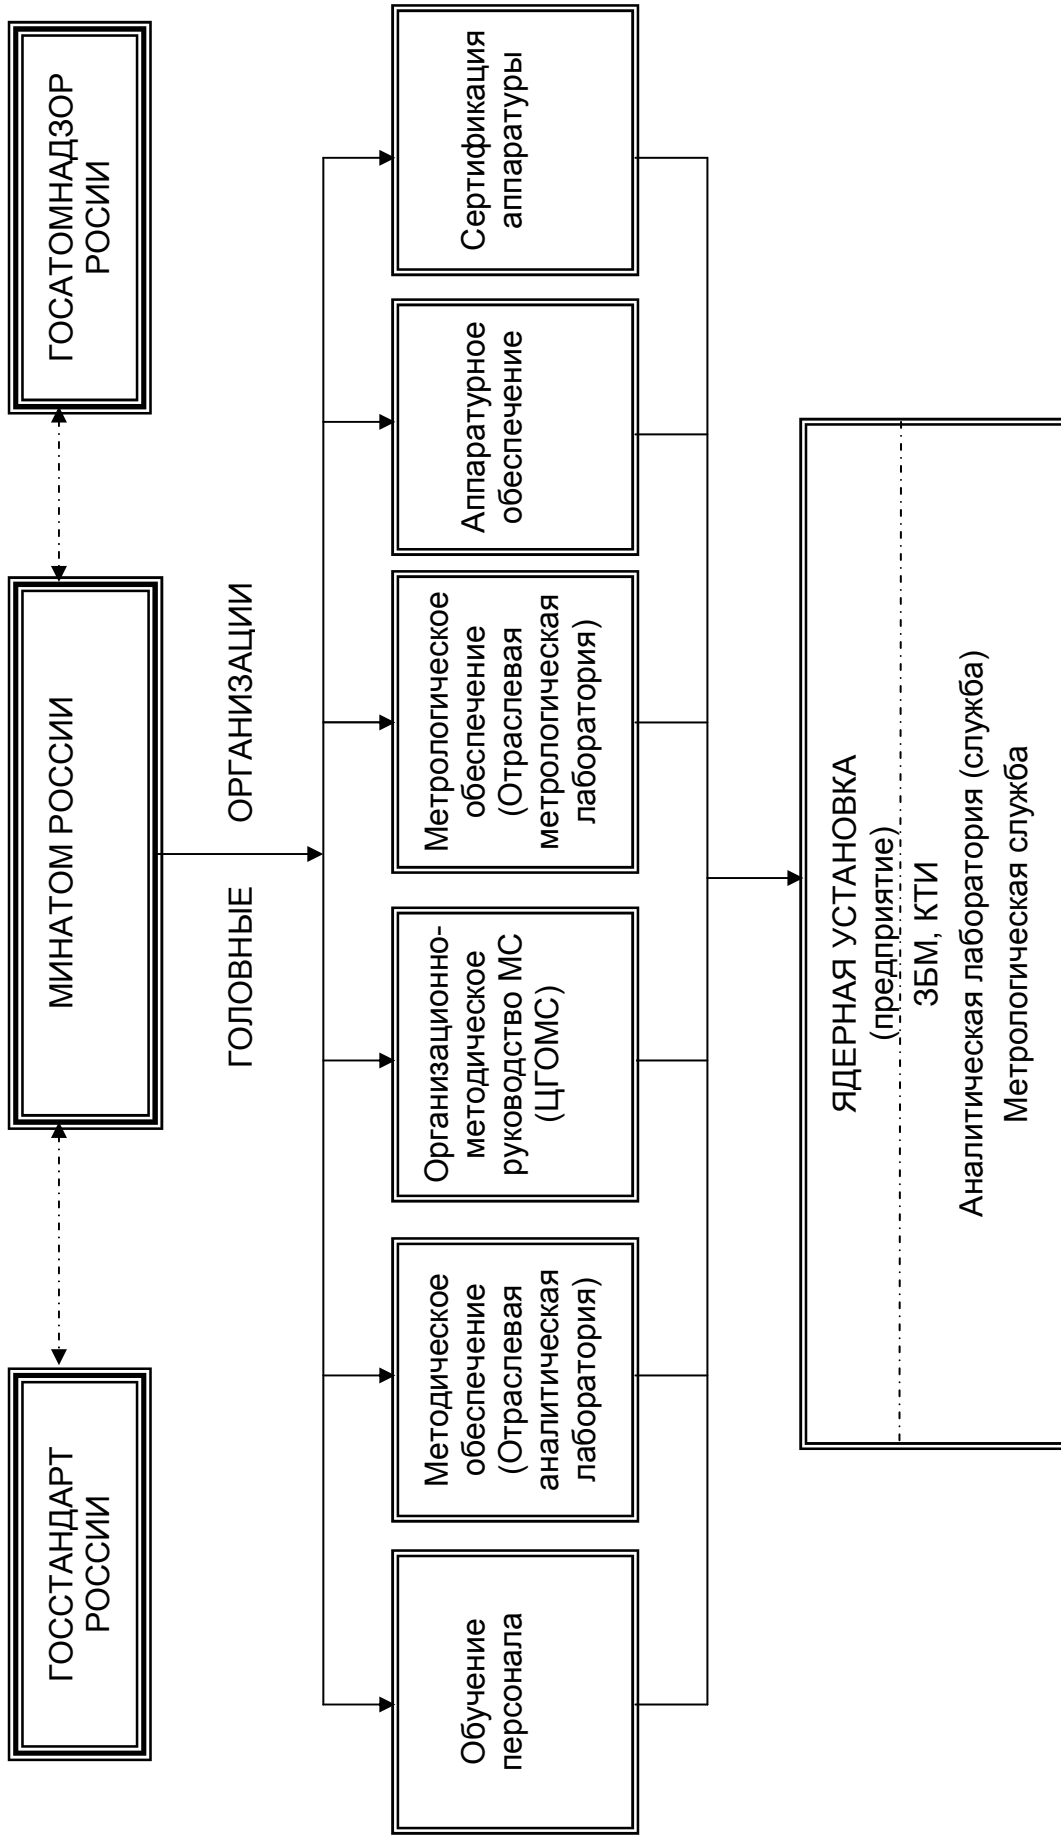 ГОССТАНДАРТ
РОССИИ
МИНАТОМ РОССИИ
ГОСАТОМНАДЗОР
РОСИИ
ГОЛОВНЫЕ ОРГАНИЗАЦИИ
Обучение
персонала
Методическое
обеспечение
(Отраслевая
аналитическая
лаборатория)
Организационно-
методическое
руководство МС
(ЦГОМС)
Метрологическое
обеспечение
(Отраслевая
метрологическая
лаборатория)
Аппаратурное
обеспечение
Сертификация
аппаратуры
ЯДЕРНАЯ УСТАНОВКА
(предприятие)
ЗБМ, КТИ
Аналитическая лаборатория (служба)
Метрологическая служба